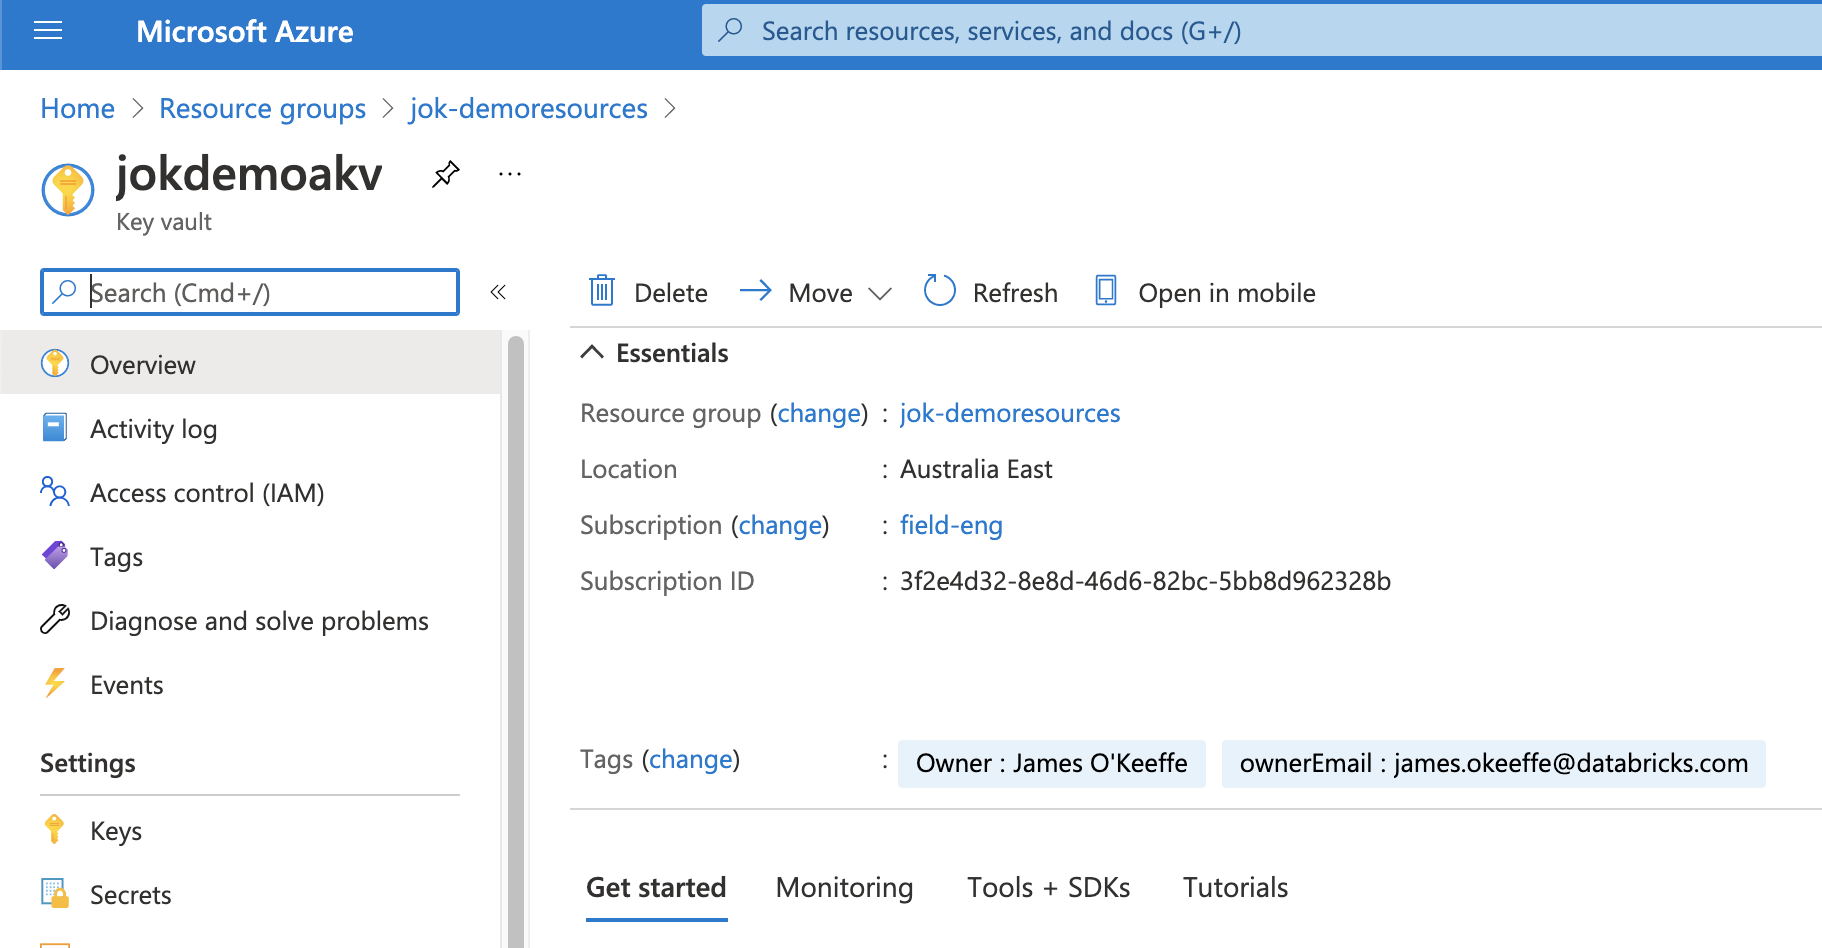 Microsoft Azure
Search resources, services, and docs (G+/)
Home > Resource groups > jok-demoresources >
jokdemoakv
...
Key vault
Search (Cmd+/)
«
Delete
Move
Refresh
Open in mobile
Overview
Activity log
Access control (IAM)
Tags
Diagnose and solve problems
Events
Settings
Keys
Secrets
Essentials
Resource group (change) : jok-demoresources
Location : Australia East
Subscription (change) : field-eng
Subscription ID : 3f2e4d32-8e8d-46d6-82bc-5bb8d962328b
Tags (change) : Owner : James O'Keeffe ownerEmail : james.okeeffe@databricks.com
Get started Monitoring Tools + SDKs Tutorials